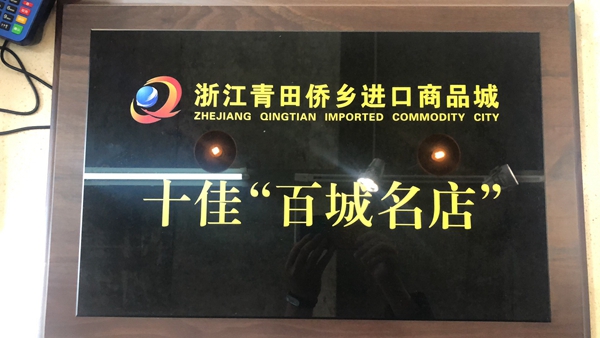 浙江青田侨乡进口商品城
ZHEJIANG QINGTIAN IMPORTED COMMODITY CITY
十佳“百城名店”